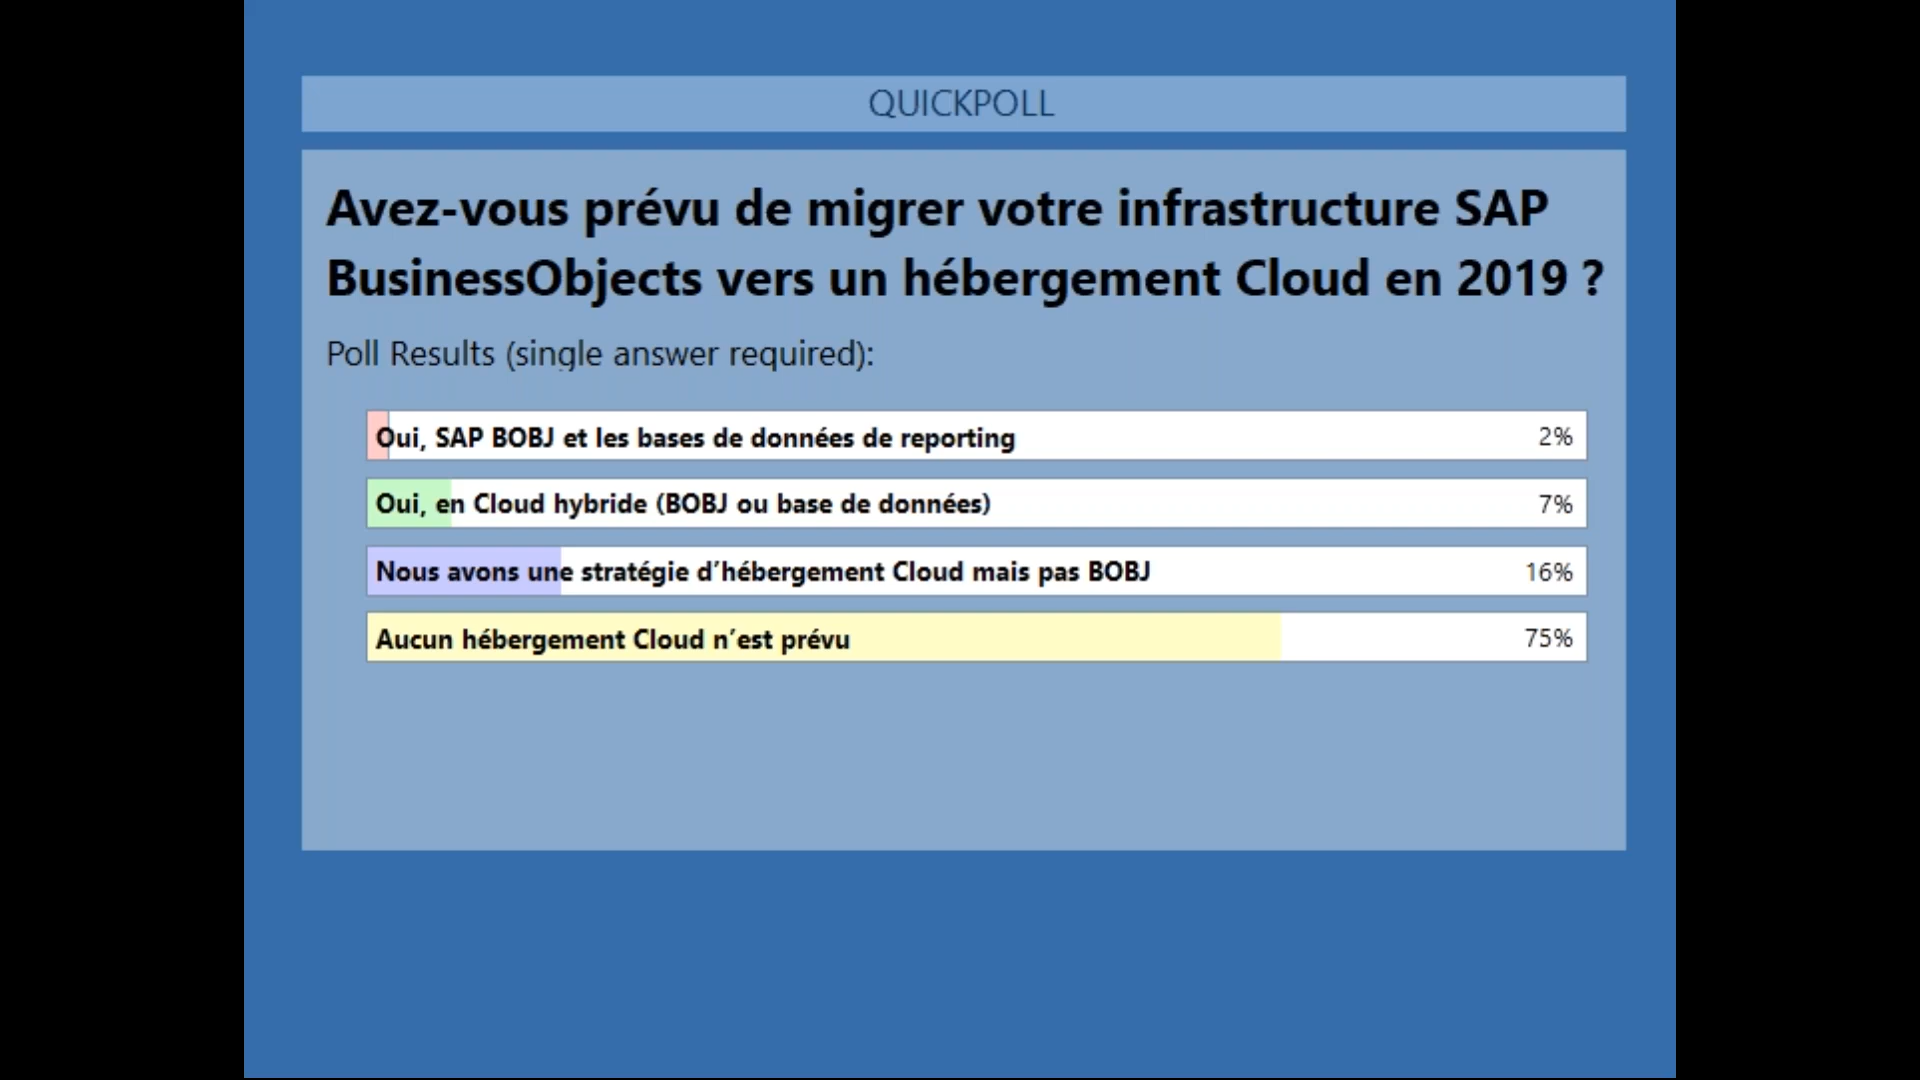 QUICKPOLL
Avez-vous prévu de migrer votre infrastructure SAP
BusinessObjects vers un hébergement Cloud en 2019 ?
Poll Results (single answer required):
Oui, SAP BOBJ et les bases de données de reporting 2%
Oui, en Cloud hybride (BOBJ ou base de données) 7%
Nous avons une stratégie d’hébergement Cloud mais pas BOBJ 16%
Aucun hébergement Cloud n’est prévu 75%